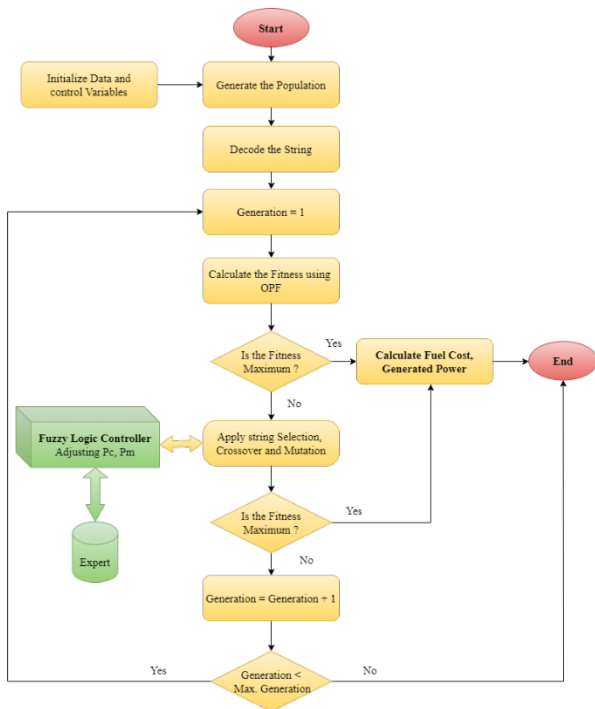 Start
Initialize Data and
control Variables
Generate the Population
Decode the String
Generation = 1
Calculate the Fitness using
OPF
Is the Fitness
Maximum ?
Yes
Calculate Fuel Cost,
Generated Power
End
No
Fuzzy Logic Controller
Adjusting Pc, Pm
Apply string Selection,
Crossover and Mutation
Is the Fitness
Maximum ?
Yes
Expert
No
Generation = Generation + 1
Yes
Generation <
Max. Generation
No